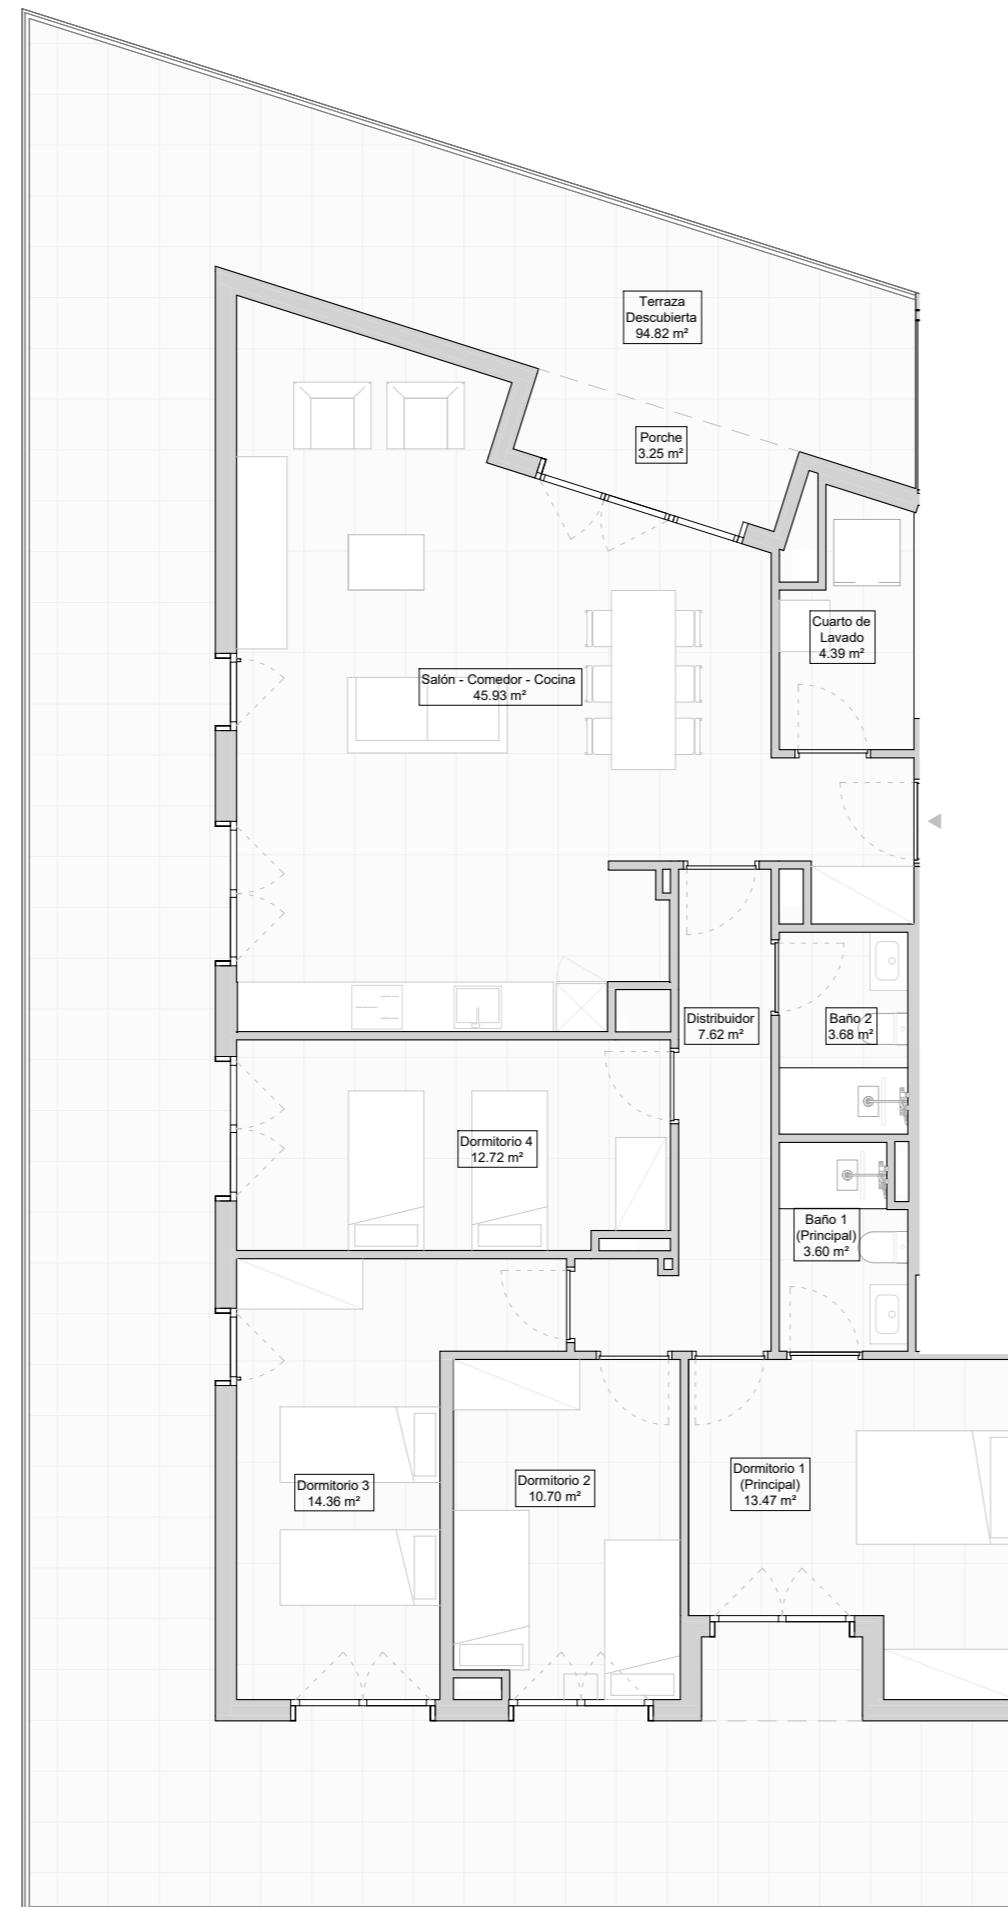 Terraza
Descubierta
94.82 m²
Porche
3.25 m²
Cuarto de
Lavado
4.39 m²
Salón - Comedor - Cocina
45.93 m²
Distribuidor
7.62 m²
Baño 2
3.68 m²
Dormitorio 4
12.72 m²
Baño 1
(Principal)
3.60 m²
Dormitorio 3
14.36 m²
Dormitorio 2
10.70 m²
Dormitorio 1
(Principal)
13.47 m²